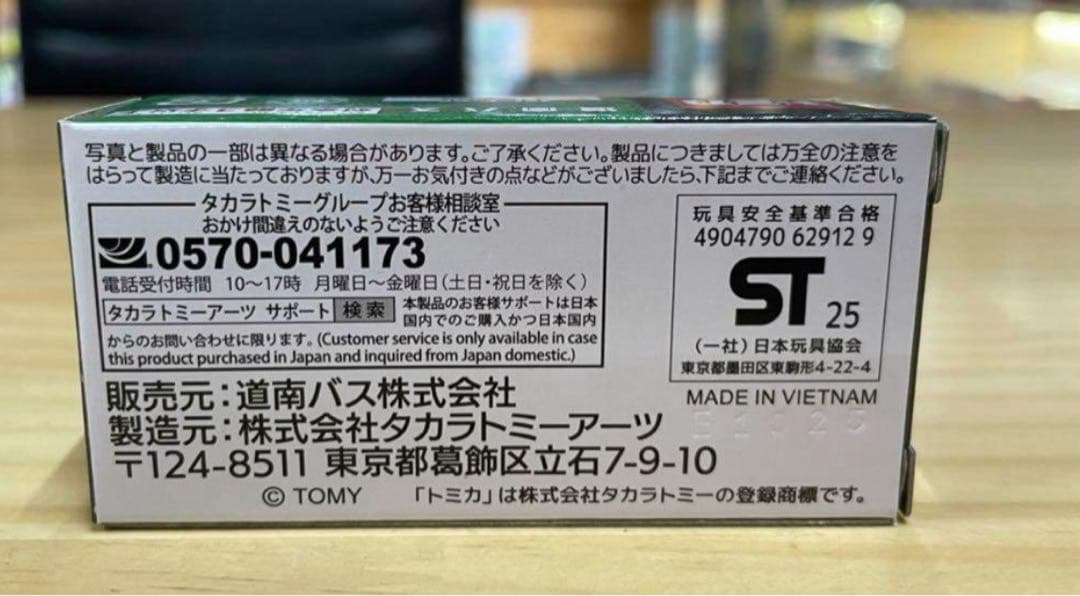 写真と製品の一部は異なる場合があります。ご了承ください。製品につきましては万全の注意を
はらって製造に当たっておりますが、万一お気付きの点などがございましたら、下記までご連絡ください。
タカラトミーグループお客様相談室
おかけ間違えのないようご注意ください
0570-041173
電話受付時間 10～17時 月曜日～金曜日(土日・祝日を除く)
タカラトミーアーツ サポート 検索
本製品のお客様サポートは日本
国内でのご購入かつ日本国内
からのお問い合わせに限ります。(Customer service is only available in case
this product purchased in Japan and inquired from Japan domestic.)
玩具安全基準合格
4904790 62912 9
ST 25
(一社)日本玩具協会
東京都墨田区東駒形4-22-4
MADE IN VIETNAM
販売元:道南バス株式会社
製造元:株式会社タカラトミーアーツ
〒124-8511 東京都葛飾区立石7-9-10
© TOMY 「トミカ」は株式会社タカラトミーの登録商標です。